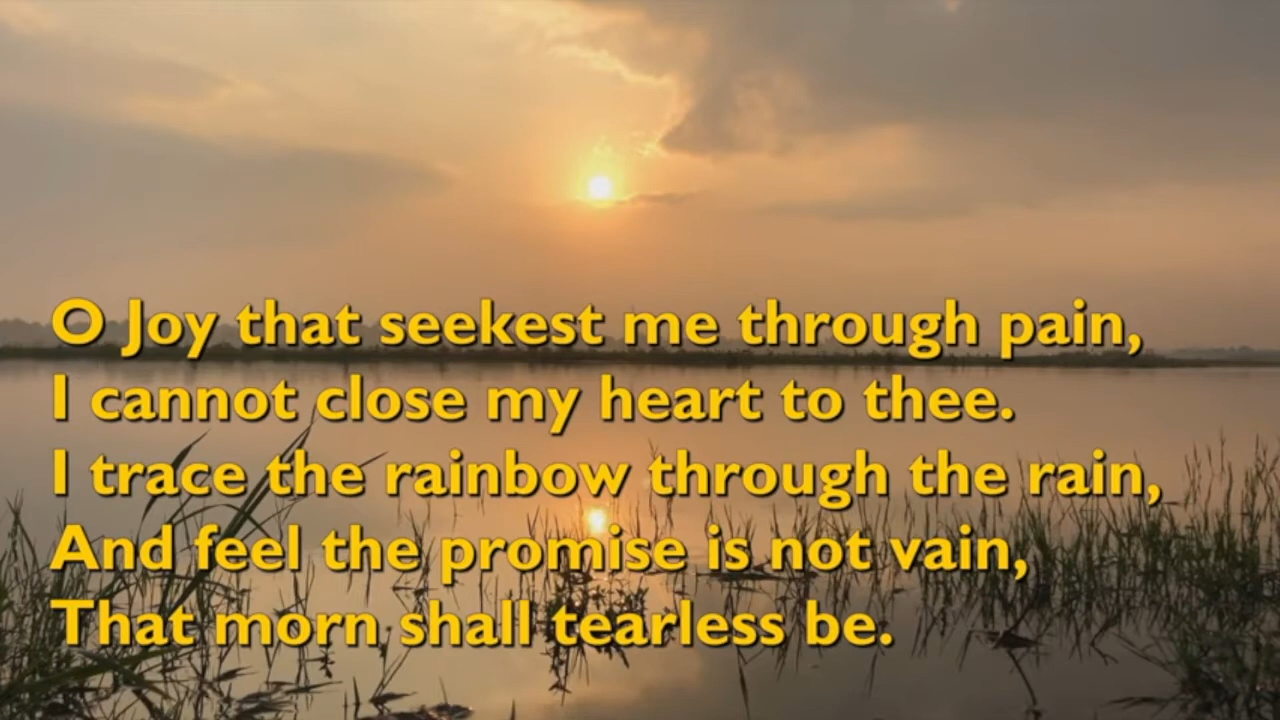 O Joy that seekest me through pain,
I cannot close my heart to thee.
I trace the rainbow through the rain,
And feel the promise is not vain,
That morn shall tearless be.